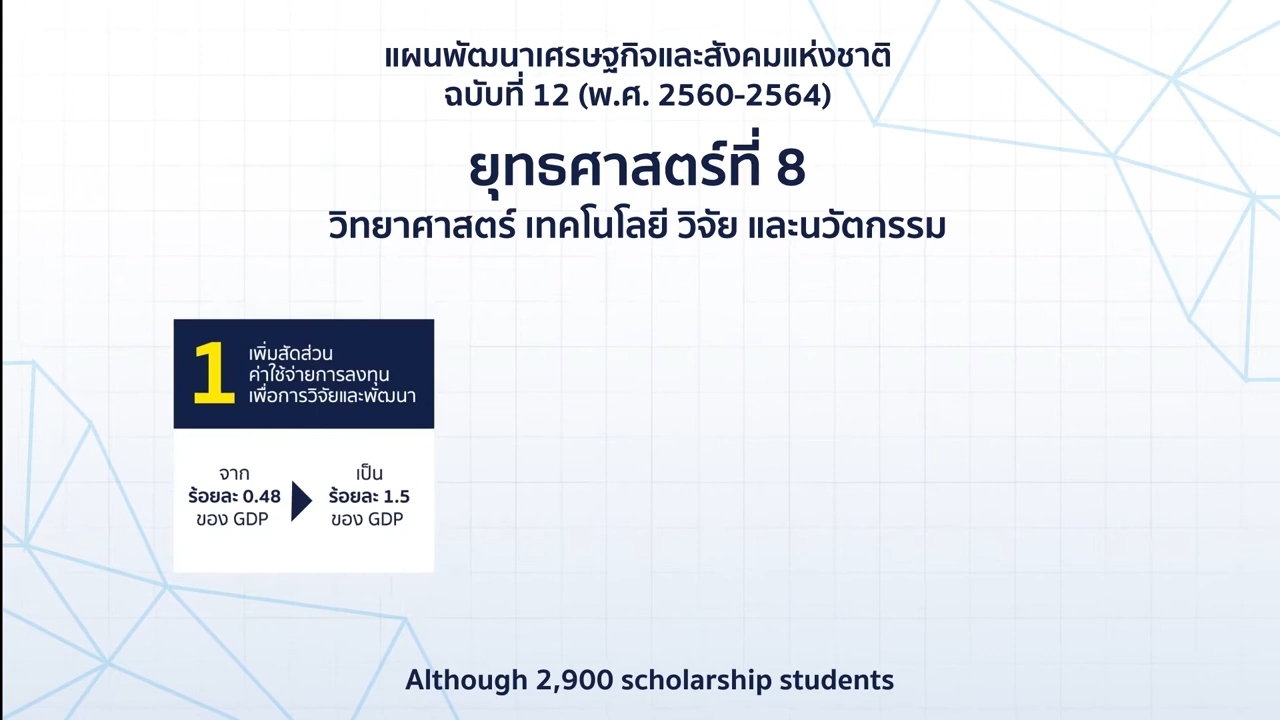 แผนพัฒนาเศรษฐกิจและสังคมแห่งชาติ
ฉบับที่ 12 (พ.ศ. 2560-2564)
ยุทธศาสตร์ที่ 8
วิทยาศาสตร์ เทคโนโลยี วิจัย และนวัตกรรม
1
เพิ่มสัดส่วน
ค่าใช้จ่ายการลงทุน
เพื่อการวิจัยและพัฒนา
จาก
ร้อยละ 0.48
ของ GDP
เป็น
ร้อยละ 1.5
ของ GDP
Although 2,900 scholarship students